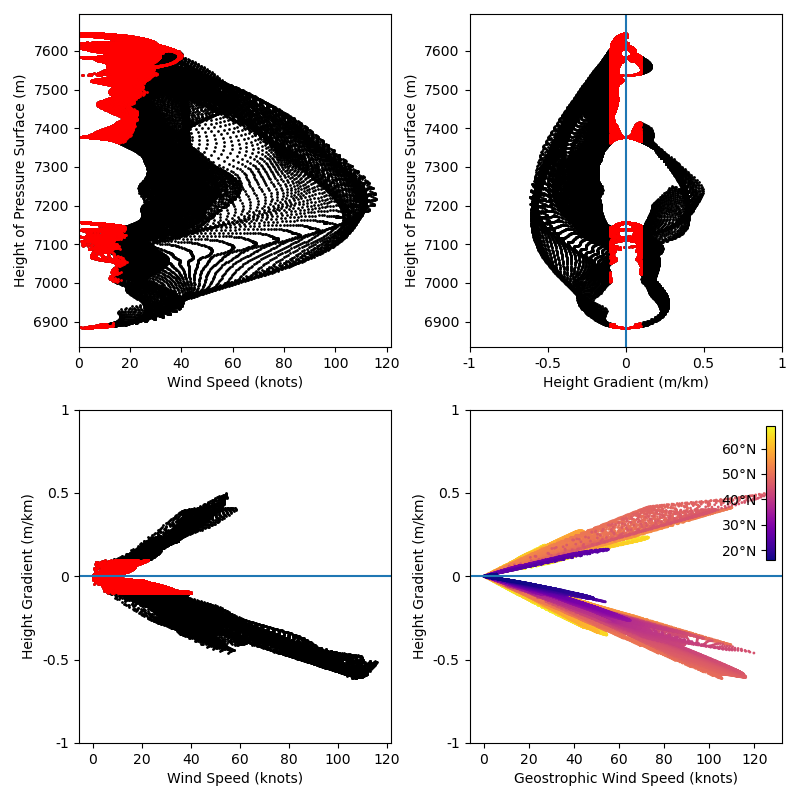 7600
7500
7400
7300
7200
7100
7000
6900
Height of Pressure Surface (m)
0 20 40 60 80 100 120
Wind Speed (knots)
7600
7500
7400
7300
7200
7100
7000
6900
Height of Pressure Surface (m)
-1 -0.5 0 0.5 1
Height Gradient (m/km)
1
0.5
0
-0.5
-1
Height Gradient (m/km)
0 20 40 60 80 100 120
Wind Speed (knots)
1
0.5
0
-0.5
-1
Height Gradient (m/km)
60°N
50°N
40°N
30°N
20°N
0 20 40 60 80 100 120
Geostrophic Wind Speed (knots)